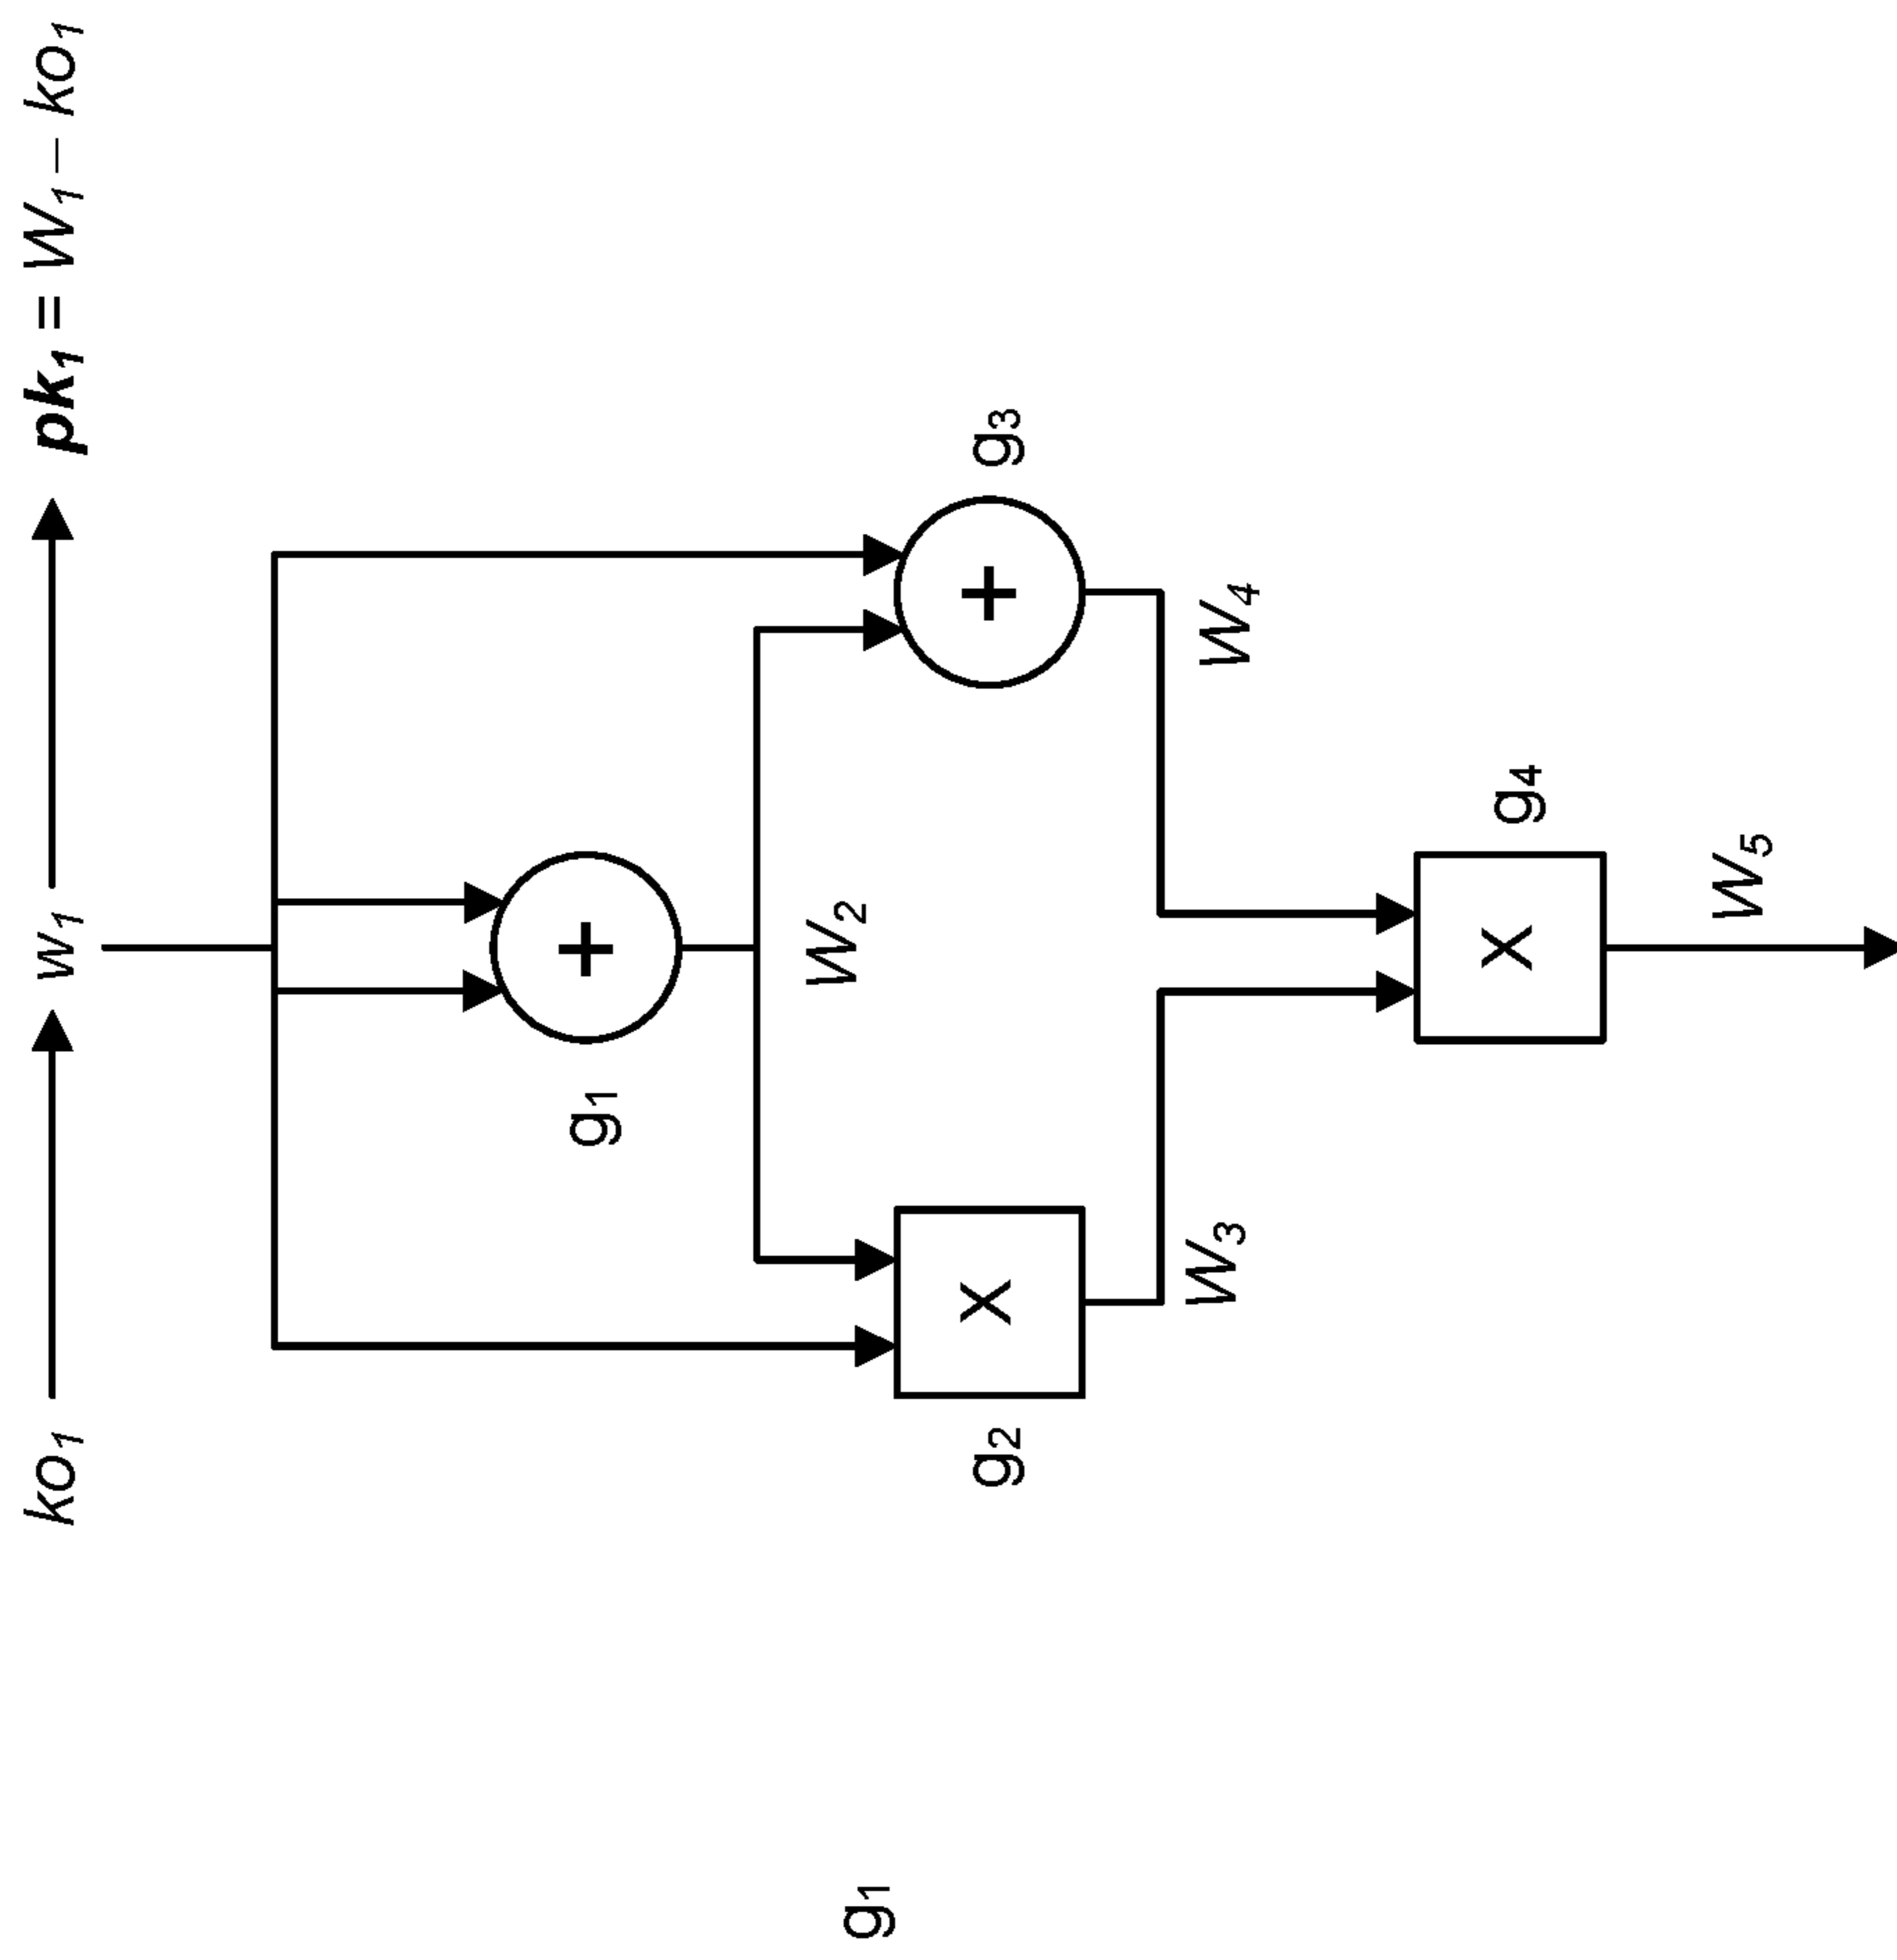 ko₁ w₁ pk₁ = W₁ – ko₁
g₁
+
W₂
g₂
X
g₃
+
W₃
W₄
g₄
X
W₅
g₁